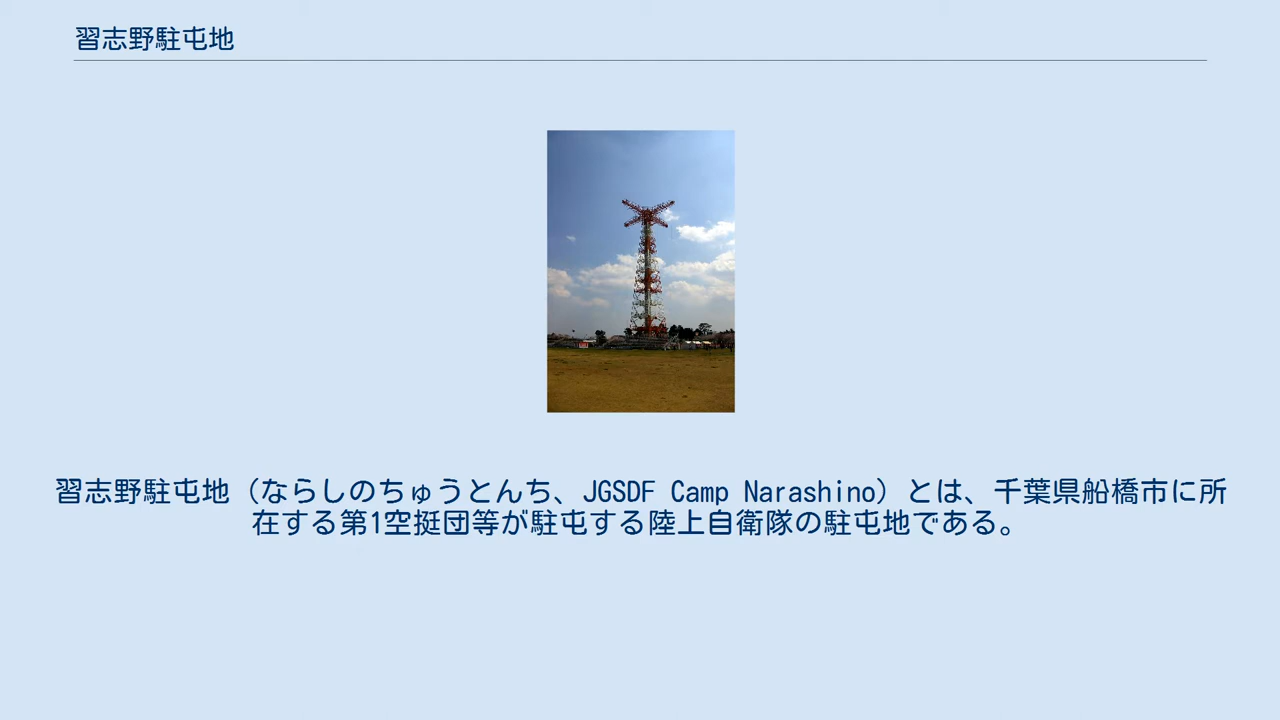 習志野駐屯地
習志野駐屯地（ならしのちゅうとんち、JGSDF Camp Narashino）とは、千葉県船橋市に所
在する第1空挺団等が駐屯する陸上自衛隊の駐屯地である。